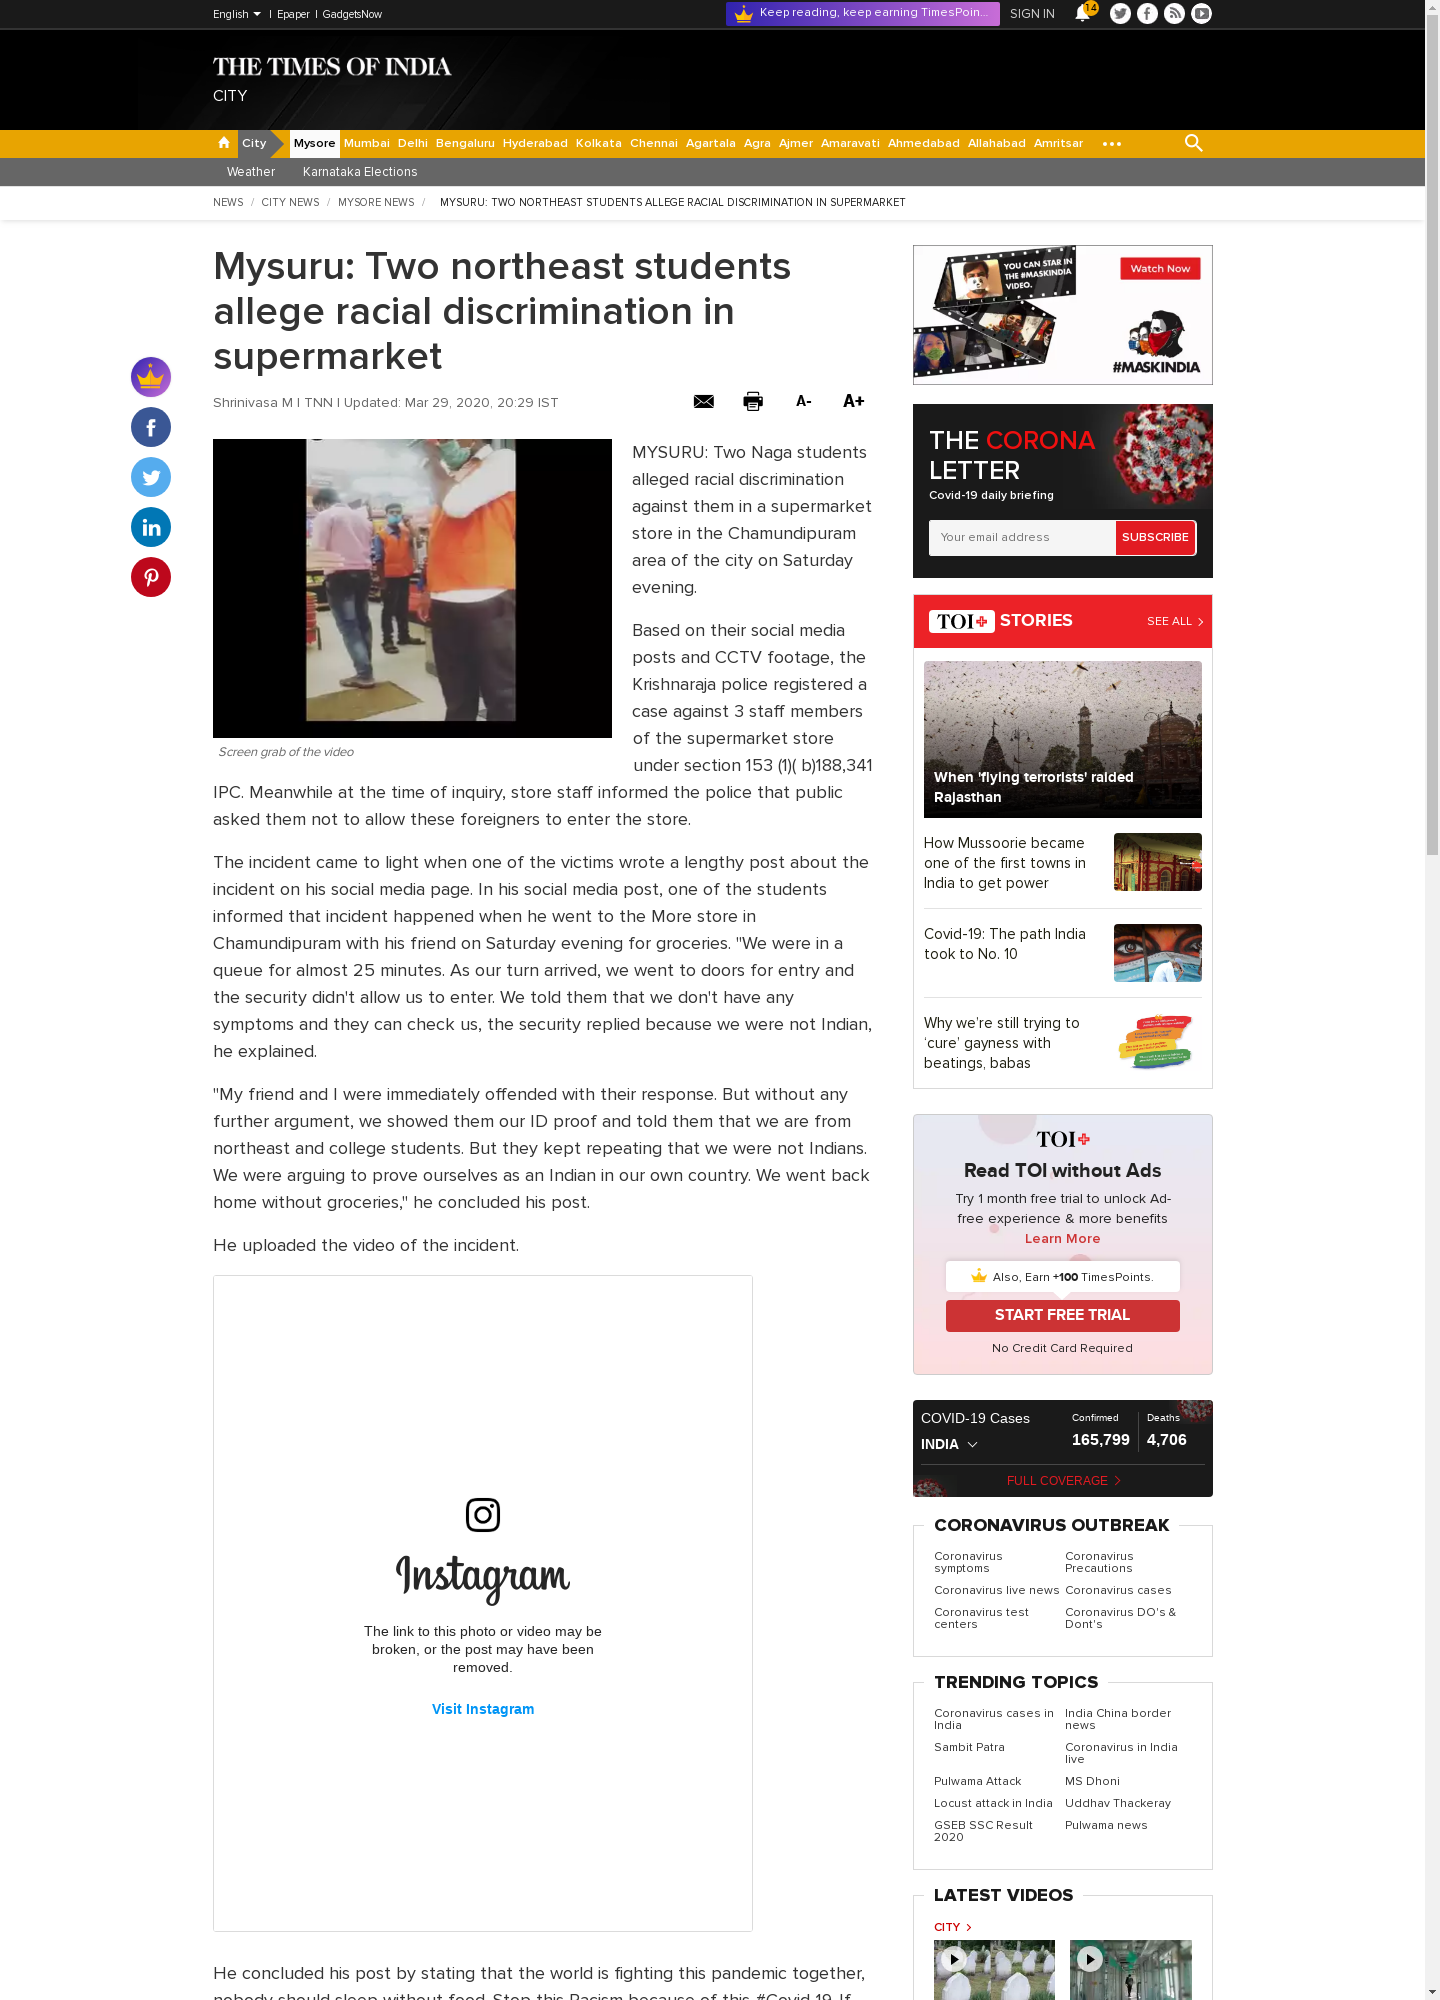 English | Epaper | GadgetsNow
Keep reading, keep earning TimesPoin...
SIGN IN
14
THE TIMES OF INDIA
CITY
City Mysore Mumbai Delhi Bengaluru Hyderabad Kolkata Chennai Agartala Agra Ajmer Amaravati Ahmedabad Allahabad Amritsar
Weather Karnataka Elections
NEWS / CITY NEWS / MYSORE NEWS / MYSURU: TWO NORTHEAST STUDENTS ALLEGE RACIAL DISCRIMINATION IN SUPERMARKET
Mysuru: Two northeast students
allege racial discrimination in
supermarket
Shrinivasa M | TNN | Updated: Mar 29, 2020, 20:29 IST
A- A+
Screen grab of the video
MYSURU: Two Naga students
alleged racial discrimination
against them in a supermarket
store in the Chamundipuram
area of the city on Saturday
evening.
Based on their social media
posts and CCTV footage, the
Krishnaraja police registered a
case against 3 staff members
of the supermarket store
under section 153 (1)( b)188,341
IPC. Meanwhile at the time of inquiry, store staff informed the police that public
asked them not to allow these foreigners to enter the store.
The incident came to light when one of the victims wrote a lengthy post about the
incident on his social media page. In his social media post, one of the students
informed that incident happened when he went to the More store in
Chamundipuram with his friend on Saturday evening for groceries. "We were in a
queue for almost 25 minutes. As our turn arrived, we went to doors for entry and
the security didn't allow us to enter. We told them that we don't have any
symptoms and they can check us, the security replied because we were not Indian,
he explained.
"My friend and I were immediately offended with their response. But without any
further argument, we showed them our ID proof and told them that we are from
northeast and college students. But they kept repeating that we were not Indians.
We were arguing to prove ourselves as an Indian in our own country. We went back
home without groceries," he concluded his post.
He uploaded the video of the incident.
Instagram
The link to this photo or video may be
broken, or the post may have been
removed.
Visit Instagram
He concluded his post by stating that the world is fighting this pandemic together,
nobody should sleep without food. Stop this Racism because of this #Covid-19. If
YOU CAN STAR IN
THE #MASKINDIA
VIDEO.
Watch Now
#MASKINDIA
THE CORONA
LETTER
Covid-19 daily briefing
Your email address
SUBSCRIBE
TOI+ STORIES
SEE ALL
When 'flying terrorists' raided
Rajasthan
How Mussoorie became
one of the first towns in
India to get power
Covid-19: The path India
took to No. 10
Why we're still trying to
'cure' gayness with
beatings, babas
TOI+
Read TOI without Ads
Try 1 month free trial to unlock Ad-
free experience & more benefits
Learn More
Also, Earn +100 TimesPoints.
START FREE TRIAL
No Credit Card Required
COVID-19 Cases
INDIA
Confirmed
165,799
Deaths
4,706
FULL COVERAGE
CORONAVIRUS OUTBREAK
Coronavirus
symptoms
Coronavirus
Precautions
Coronavirus live news
Coronavirus cases
Coronavirus test
centers
Coronavirus DO's &
Dont's
TRENDING TOPICS
Coronavirus cases in
India
India China border
news
Sambit Patra
Coronavirus in India
live
Pulwama Attack
MS Dhoni
Locust attack in India
Uddhav Thackeray
GSEB SSC Result
2020
Pulwama news
LATEST VIDEOS
CITY